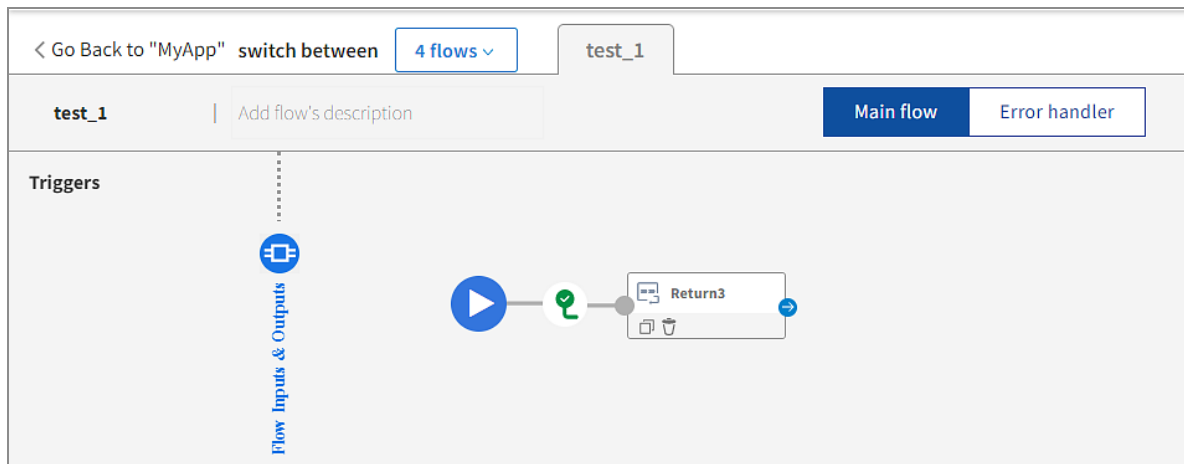 Go Back to "MyApp" switch between 4 flows test_1
test_1 | Add flow's description Main flow Error handler
Triggers
Flow Inputs & Outputs
Return3